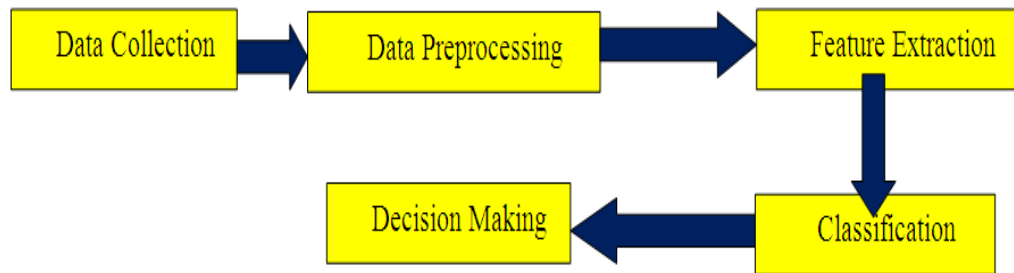 Data Collection
Data Preprocessing
Feature Extraction
Classification
Decision Making